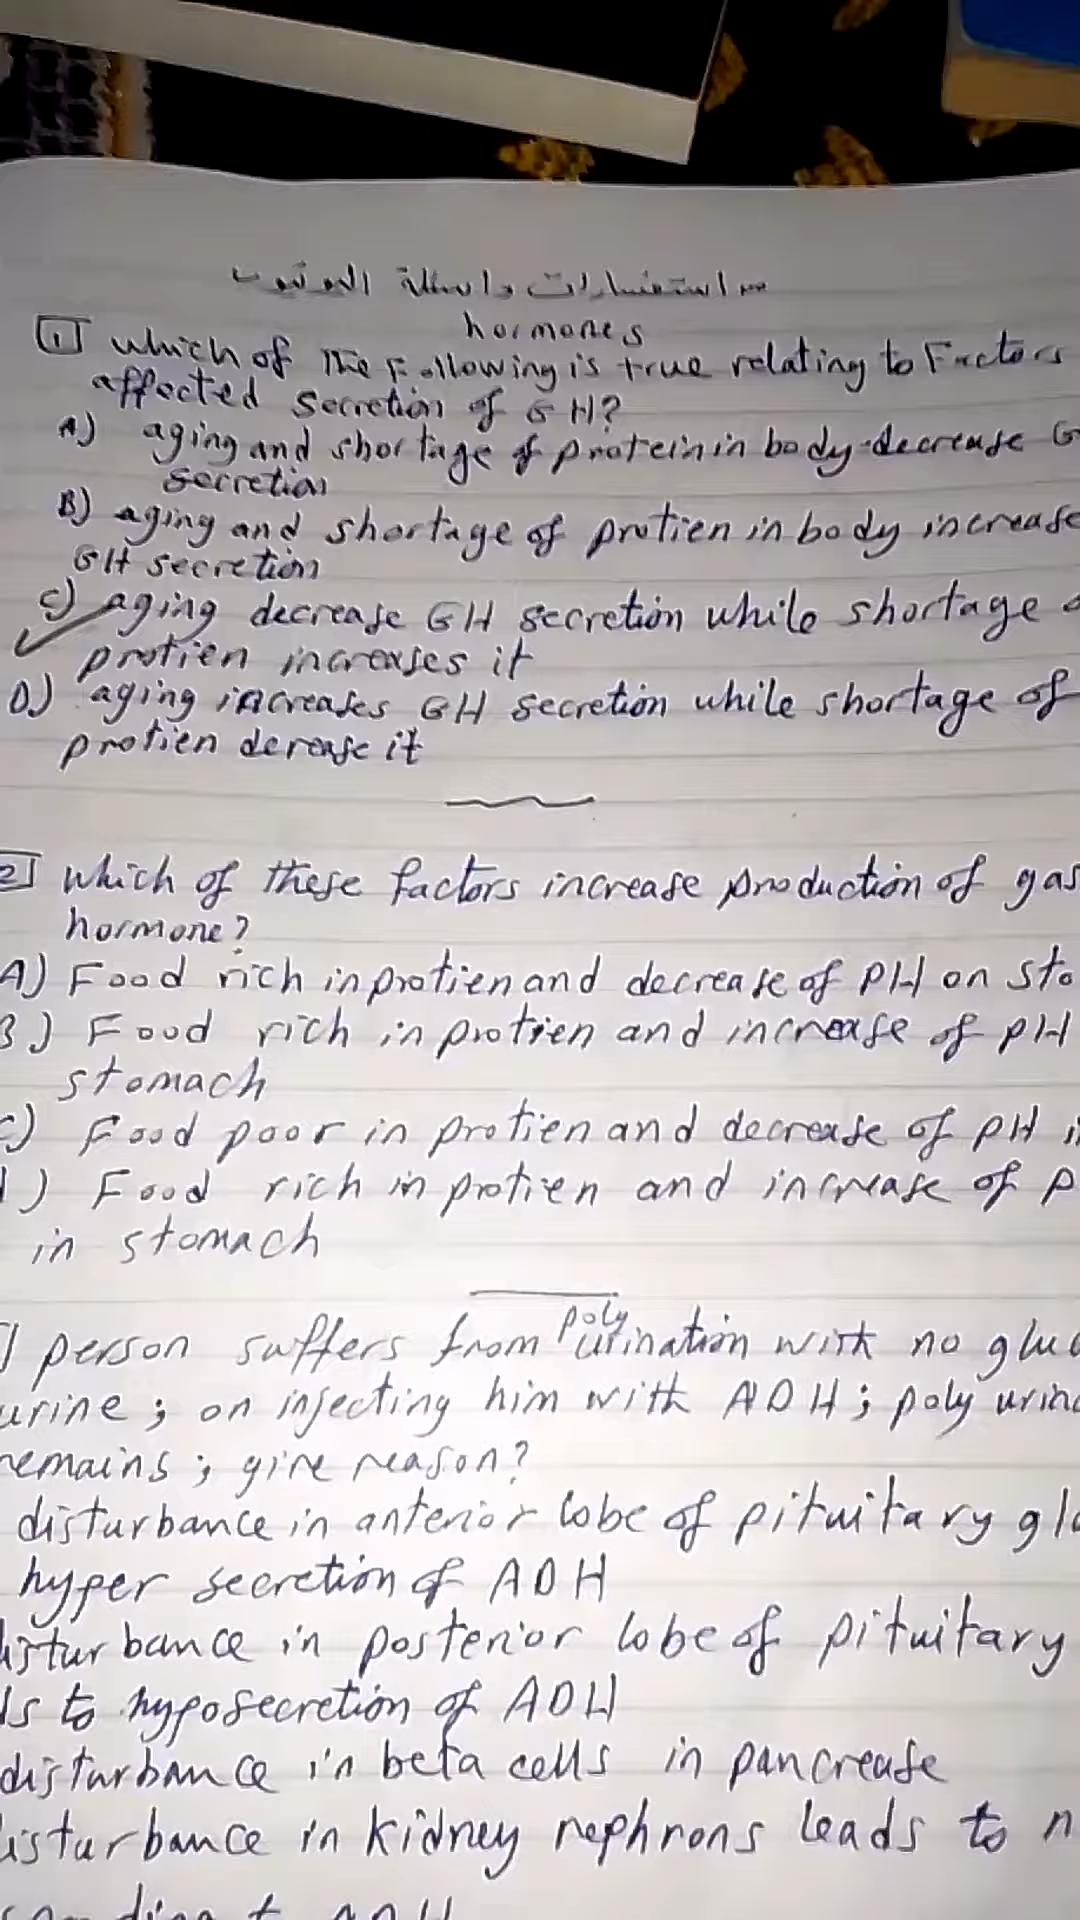 استفسارات واسئلة
hormones
1 which of the Following is true relating to Factors
affected secretion of GH?
A) aging and shortage of protein in body decrease G
secretion
B) aging and shortage of protien in body increase
GH secretion
C) aging decrease GH secretion while shortage
protien increases it
D) aging increases GH secretion while shortage of
protien derease it
2 which of these factors increase production of gas
hormone?
A) Food rich in protien and decrease of PH on sto
B) Food rich in protien and increase of pH
stomach
C) Food poor in protien and decrease of pH i
) Food rich in protien and increase of p
in stomach
person suffers from poly urination with no glu
urine; on injecting him with ADH; poly urin
remains; give reason?
disturbance in anterior lobe of pituitary gl
hyper secretion of ADH
isturbance in posterior lobe of pituitary
ds to hyposecretion of ADH
disturbance in beta cells in pancrease
isturbance in kidney nephrons leads to n
ADH